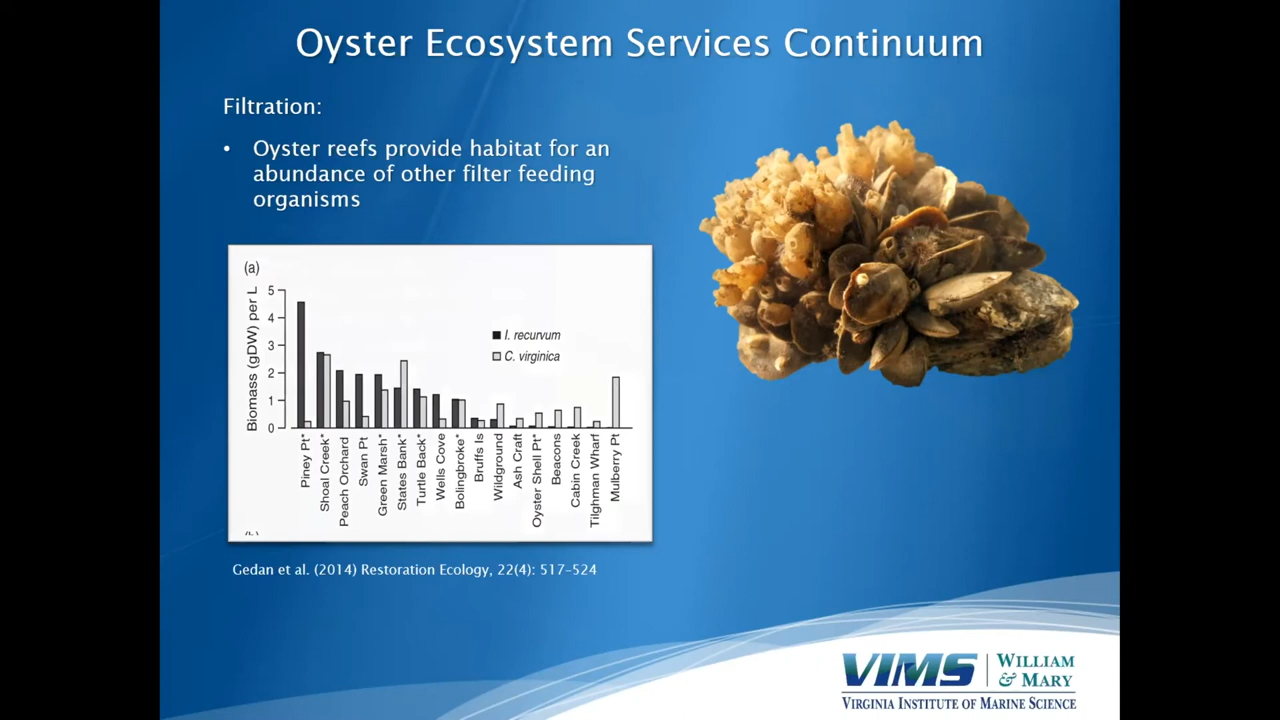 Oyster Ecosystem Services Continuum
Filtration:
• Oyster reefs provide habitat for an
abundance of other filter feeding
organisms
(a)
Biomass (gDW) per L
5
4
3
2
1
0
I. recurvum
C. virginica
Piney Pt*
Shoal Creek*
Peach Orchard
Swan Pt
Green Marsh*
States Bank*
Turtle Back*
Wells Cove
Bolingbroke*
Bruffs Is
Wildground
Ash Craft
Oyster Shell Pt*
Beacons
Cabin Creek
Tilghman Wharf
Mulberry Pt
Gedan et al. (2014) Restoration Ecology, 22(4): 517–524
VIMS
WILLIAM
& MARY
VIRGINIA INSTITUTE OF MARINE SCIENCE